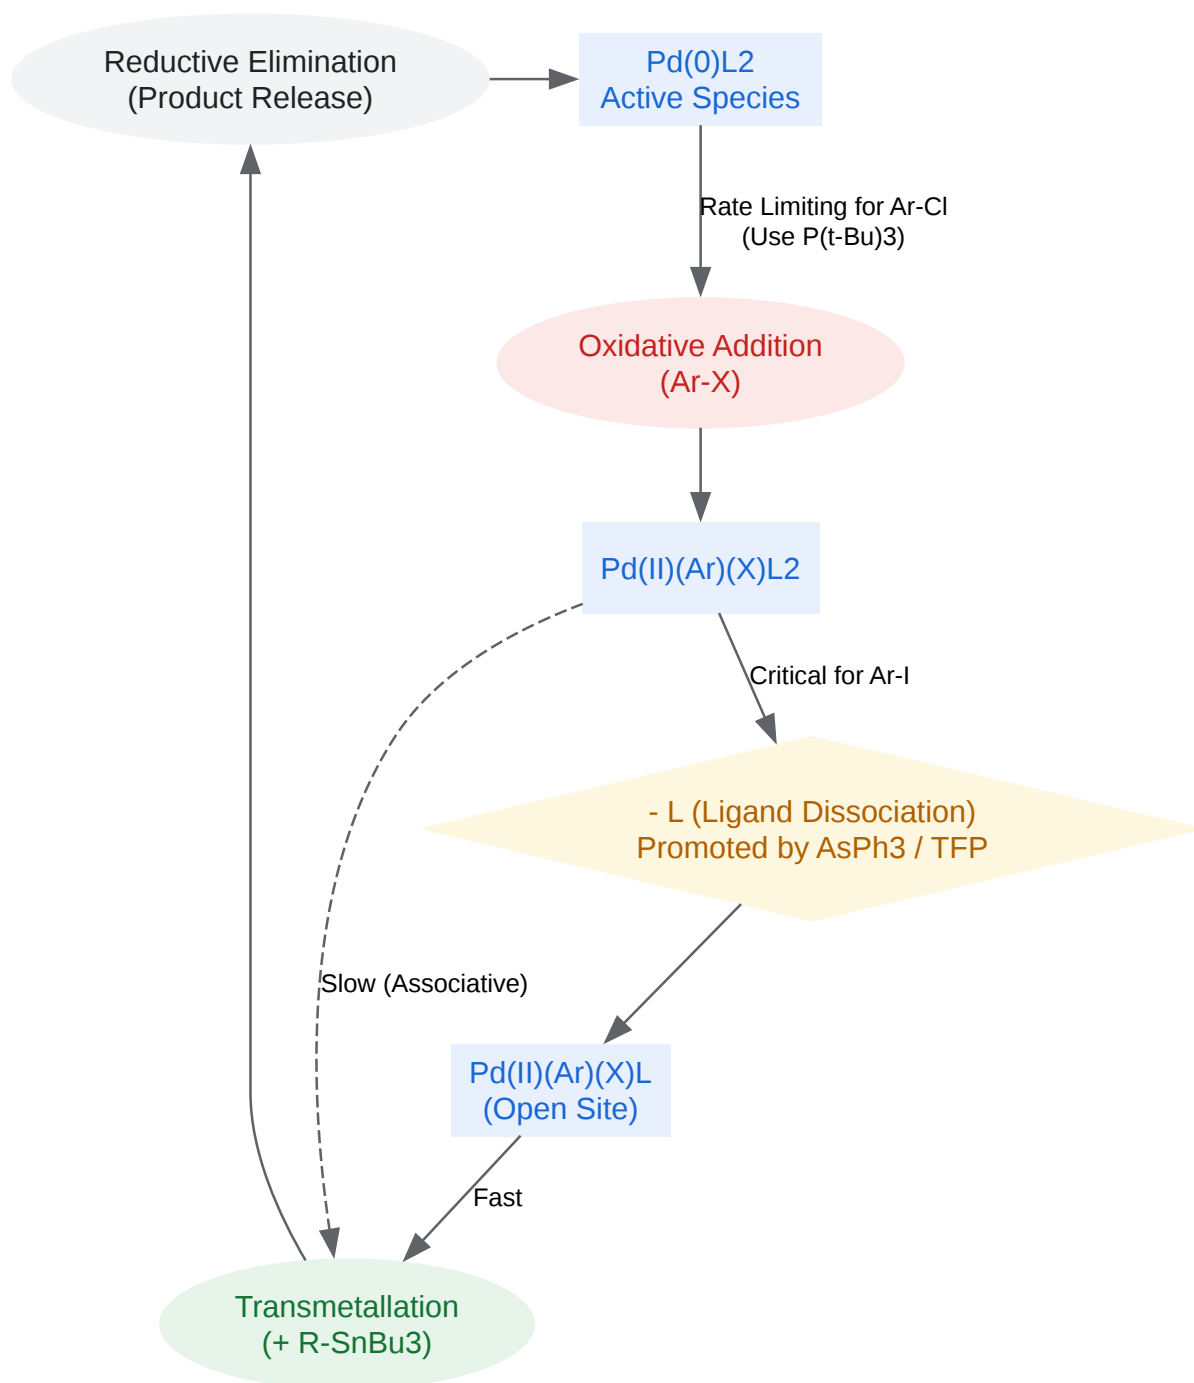 Reductive Elimination
(Product Release)
Pd(0)L2
Active Species
Rate Limiting for Ar-Cl
(Use P(t-Bu)3)
Oxidative Addition
(Ar-X)
Pd(II)(Ar)(X)L2
Critical for Ar-I
- L (Ligand Dissociation)
Promoted by AsPh3 / TFP
Slow (Associative)
Pd(II)(Ar)(X)L
(Open Site)
Fast
Transmetallation
(+ R-SnBu3)